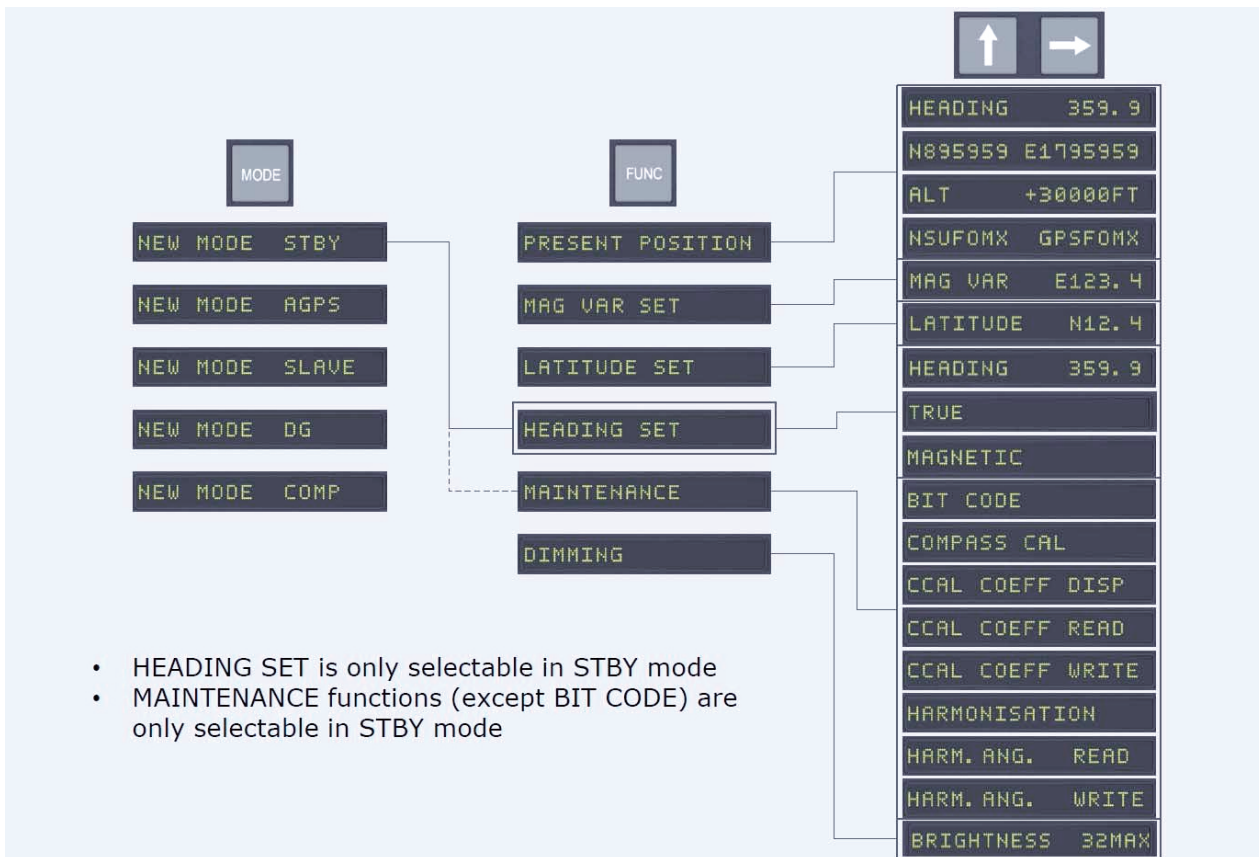 MODE
NEW MODE STBY
NEW MODE AGPS
NEW MODE SLAVE
NEW MODE DG
NEW MODE COMP
FUNC
PRESENT POSITION
MAG VAR SET
LATITUDE SET
HEADING SET
MAINTENANCE
DIMMING
HEADING 359.9
N895959 E1795959
ALT +30000FT
NSUFOMX GPSFOMX
MAG VAR E123.4
LATITUDE N12.4
HEADING 359.9
TRUE
MAGNETIC
BIT CODE
COMPASS CAL
CCAL COEFF DISP
CCAL COEFF READ
CCAL COEFF WRITE
HARMONISATION
HARM.ANG. READ
HARM.ANG. WRITE
BRIGHTNESS 32MAX
• HEADING SET is only selectable in STBY mode
• MAINTENANCE functions (except BIT CODE) are
only selectable in STBY mode